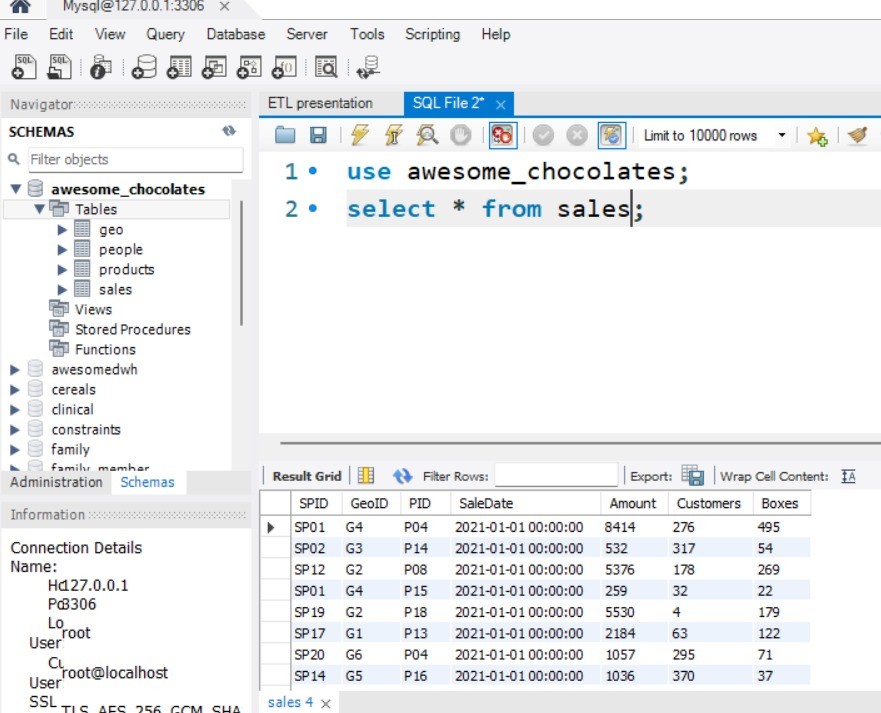 Mysql@127.0.0.1:3306 ×
File Edit View Query Database Server Tools Scripting Help
Navigator
SCHEMAS
Filter objects
awesome_chocolates
Tables
geo
people
products
sales
Views
Stored Procedures
Functions
awesomedwh
cereals
clinical
constraints
family
family_member
Administration Schemas
Information
Connection Details
Name:
127.0.0.1
3306
root
User
root@localhost
User
SSL
TLS_AES_256_GCM_SHA
ETL presentation SQL File 2* ×
Limit to 10000 rows
1 use awesome_chocolates;
2 select * from sales;
Result Grid Filter Rows: Export: Wrap Cell Content: IA
SPID GeoID PID SaleDate Amount Customers Boxes
SP01 G4 P04 2021-01-01 00:00:00 8414 276 495
SP02 G3 P14 2021-01-01 00:00:00 532 317 54
SP12 G2 P08 2021-01-01 00:00:00 5376 178 269
SP01 G4 P15 2021-01-01 00:00:00 259 32 22
SP19 G2 P18 2021-01-01 00:00:00 5530 4 179
SP17 G1 P13 2021-01-01 00:00:00 2184 63 122
SP20 G6 P04 2021-01-01 00:00:00 1057 295 71
SP14 G5 P16 2021-01-01 00:00:00 1036 370 37
sales 4 ×